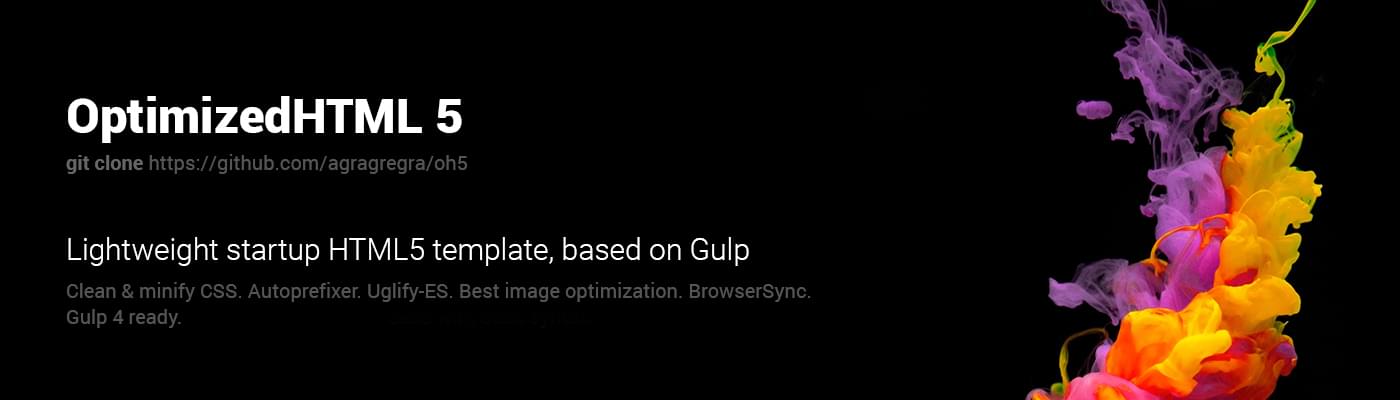 OptimizedHTML 5
git clone https://github.com/agragregra/oh5
Lightweight startup HTML5 template, based on Gulp
Clean & minify CSS. Autoprefixer. Uglify-ES. Best image optimization. BrowserSync.
Gulp 4 ready.